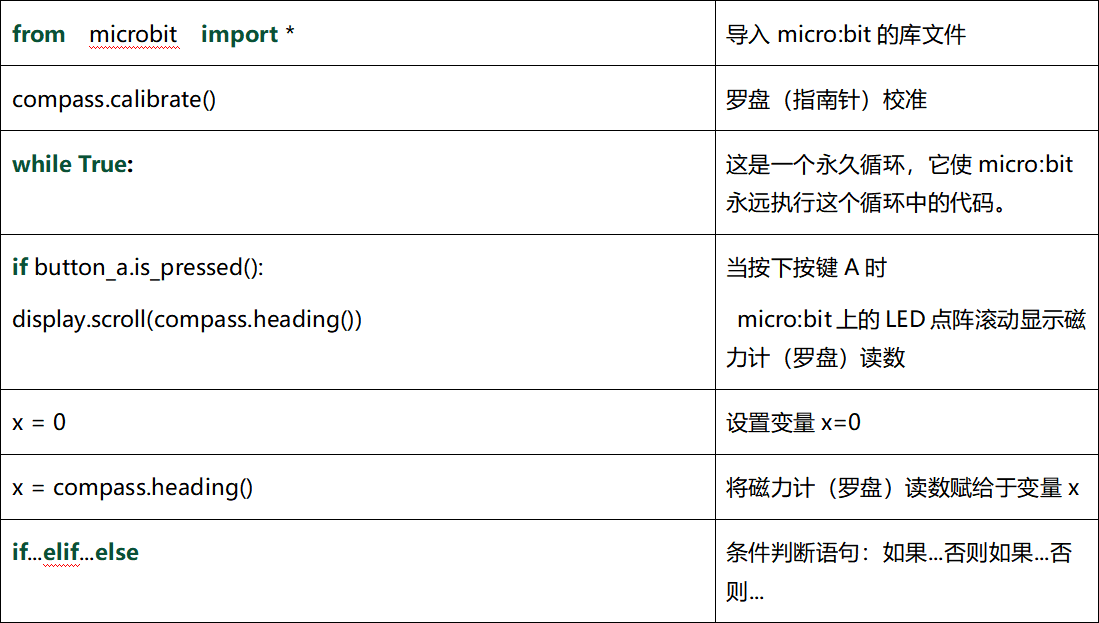 from microbit import *
导入 micro:bit 的库文件
compass.calibrate()
罗盘（指南针）校准
while True:
这是一个永久循环，它使 micro:bit
永远执行这个循环中的代码。
if button_a.is_pressed():
display.scroll(compass.heading())
当按下按键 A 时
micro:bit 上的 LED 点阵滚动显示磁
力计（罗盘）读数
x = 0
设置变量 x=0
x = compass.heading()
将磁力计（罗盘）读数赋给于变量 x
if...elif...else
条件判断语句：如果...否则如果...否
则...